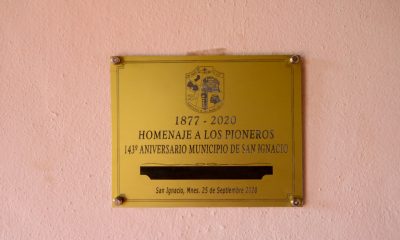 1877 - 2020
HOMENAJE A LOS PIONEROS
143º ANIVERSARIO MUNICIPIO DE SAN IGNACIO
San Ignacio, Mnes. 25 de Septiembre 2020